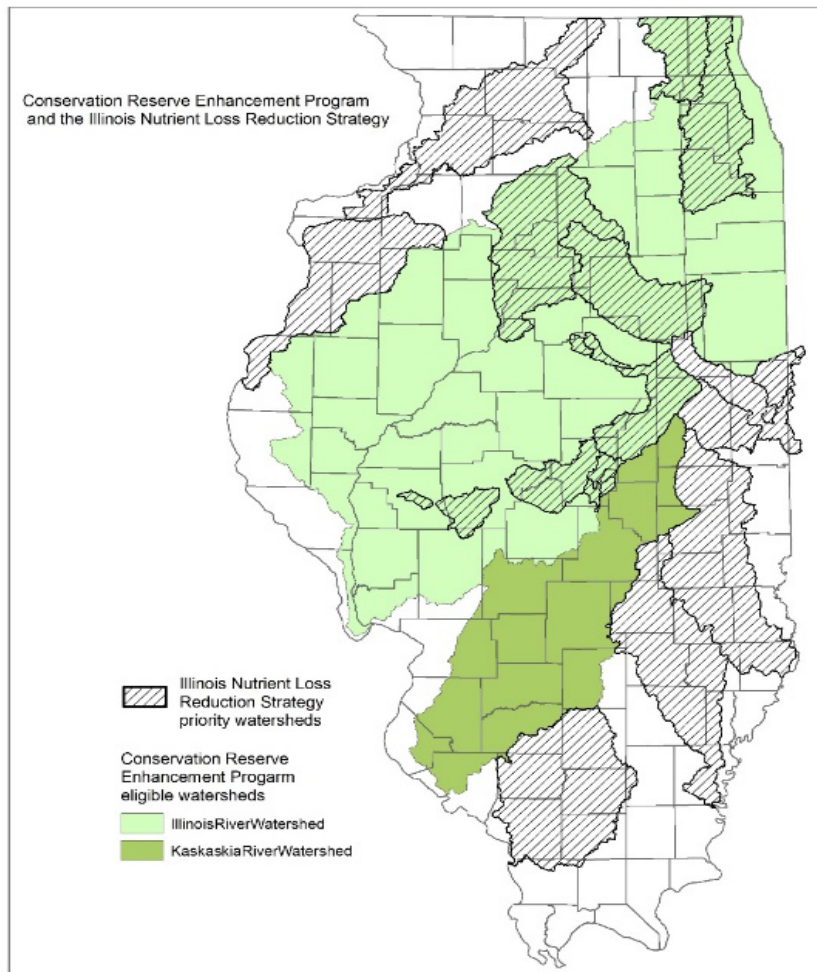 Conservation Reserve Enhancement Program
and the Illinois Nutrient Loss Reduction Strategy
Illinois Nutrient Loss
Reduction Strategy
priority watersheds
Conservation Reserve
Enhancement Progarm
eligible watersheds
IllinoisRiverWatershed
KaskaskiaRiverWatershed